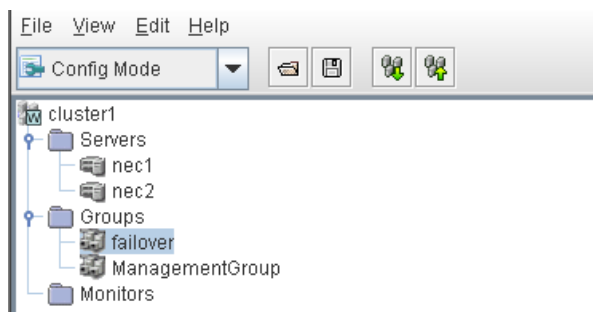 File View Edit Help
Config Mode
cluster1
Servers
nec1
nec2
Groups
failover
ManagementGroup
Monitors